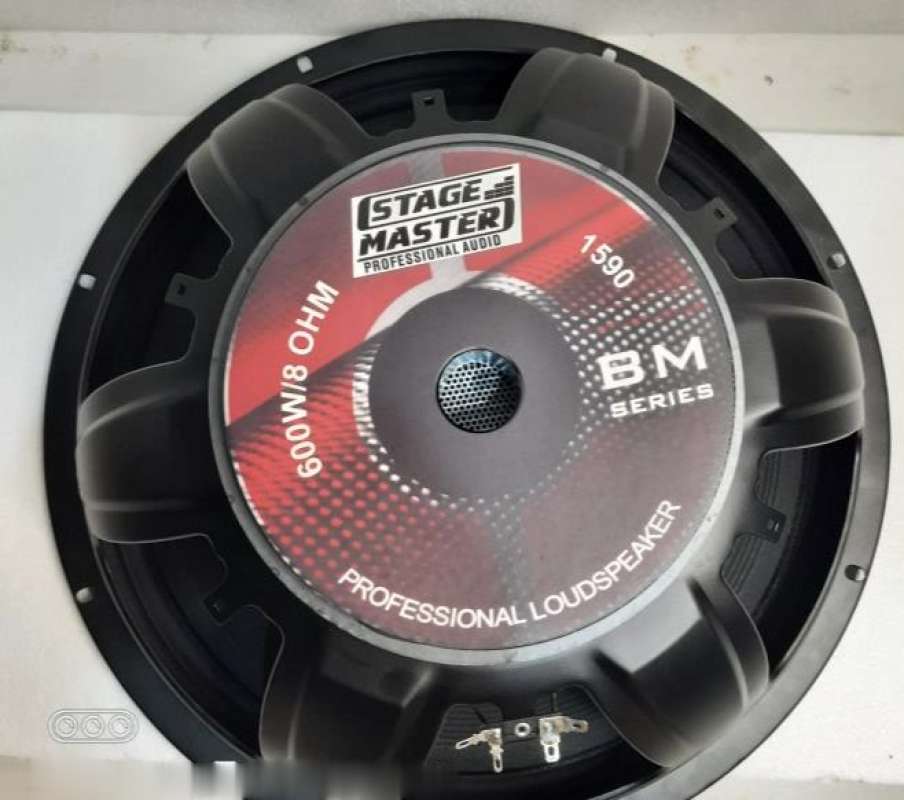 STAGE
MASTER
PROFESSIONAL AUDIO
1590
600W/8 OHM
BM
SERIES
PROFESSIONAL LOUDSPEAKER